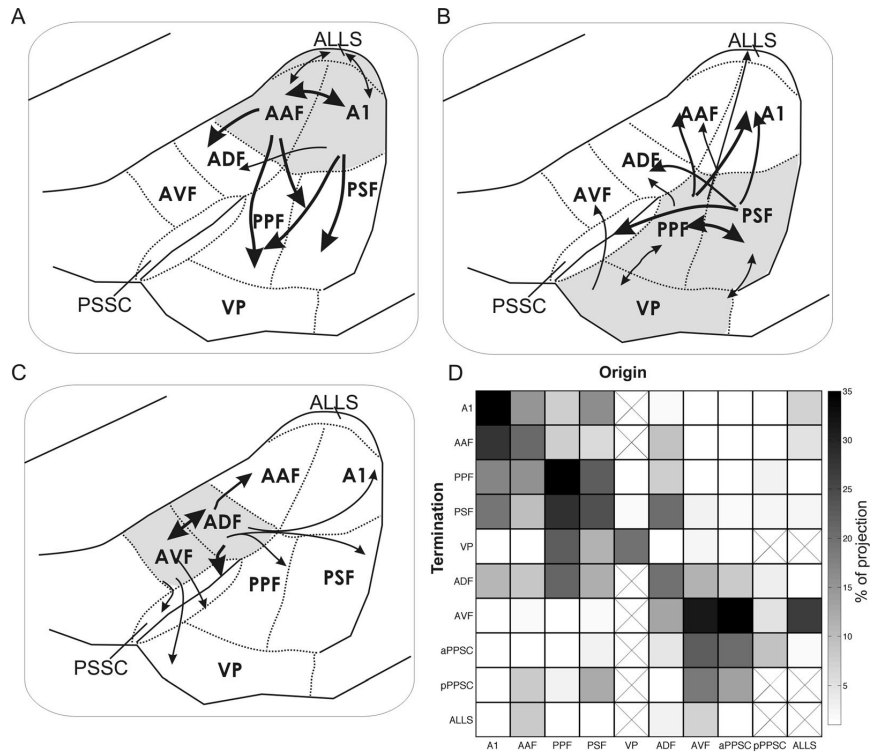 A
ALLS
AAF
A1
ADF
AVF
PPF
PSF
PSSC
VP
B
ALLS
AAF
A1
ADF
AVF
PPF
PSF
PSSC
VP
C
ALLS
AAF
A1
ADF
AVF
PPF
PSF
PSSC
VP
D
Origin
Termination
A1
AAF
PPF
PSF
VP
ADF
AVF
aPPSC
pPPSC
ALLS
A1 AAF PPF PSF VP ADF AVF aPPSC pPPSC ALLS
35
30
25
20
15
10
5
% of projection